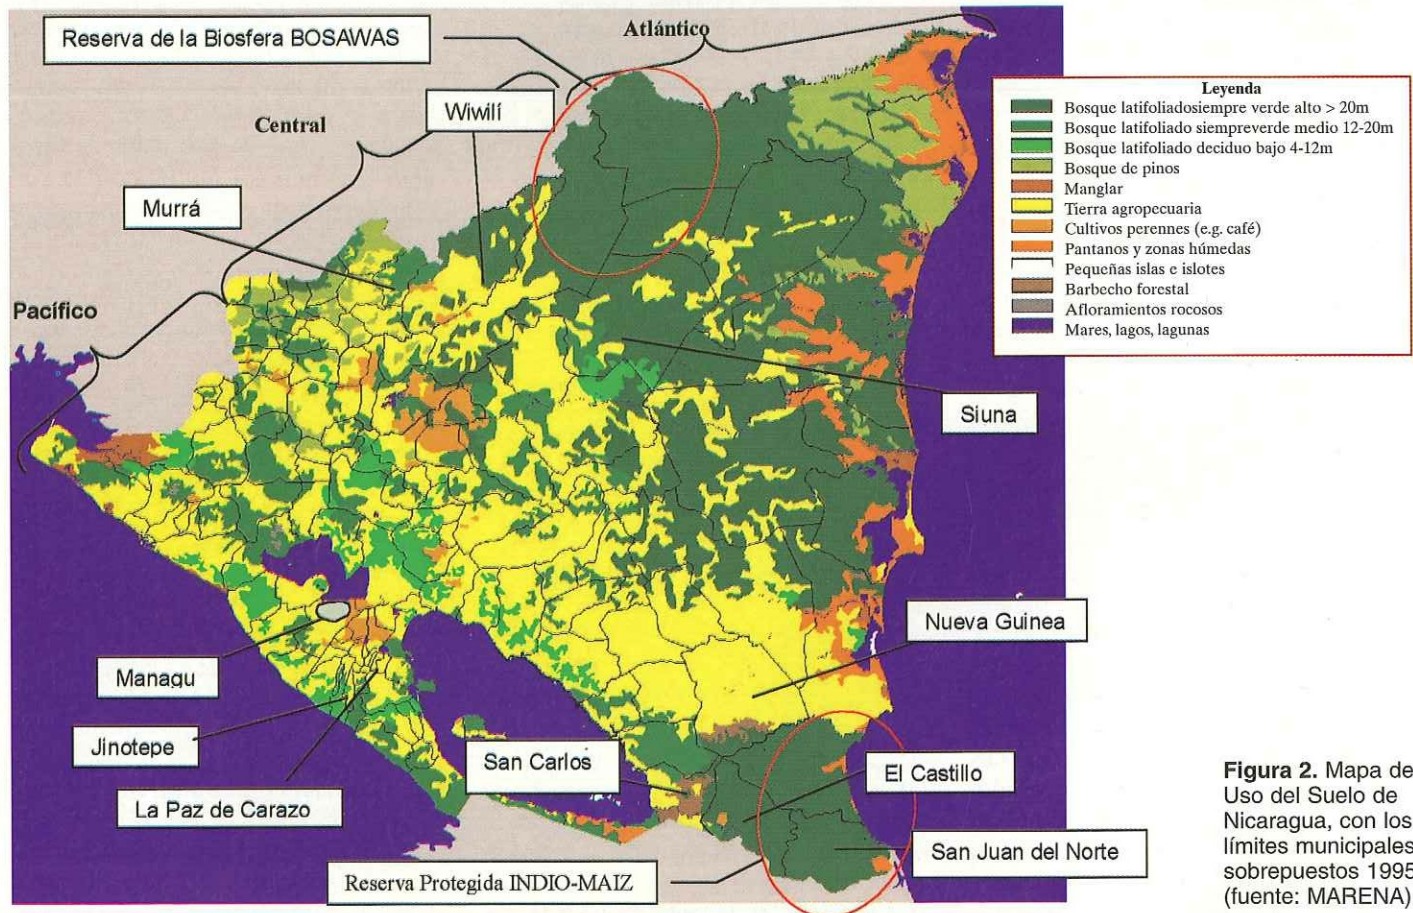 Reserva de la Biosfera BOSAWAS
Atlántico
Wiwilí
Central
Murrá
Pacífico
Leyenda
Bosque latifoliadosiempre verde alto > 20m
Bosque latifoliado siempreverde medio 12-20m
Bosque latifoliado deciduo bajo 4-12m
Bosque de pinos
Manglar
Tierra agropecuaria
Cultivos perennes (e.g. café)
Pantanos y zonas húmedas
Pequeñas islas e islotes
Barbecho forestal
Afloramientos rocosos
Mares, lagos, lagunas
Siuna
Nueva Guinea
Managu
Jinotepe
San Carlos
El Castillo
La Paz de Carazo
San Juan del Norte
Reserva Protegida INDIO-MAIZ
Figura 2. Mapa de
Uso del Suelo de
Nicaragua, con los
límites municipales
sobrepuestos 1995
(fuente: MARENA)